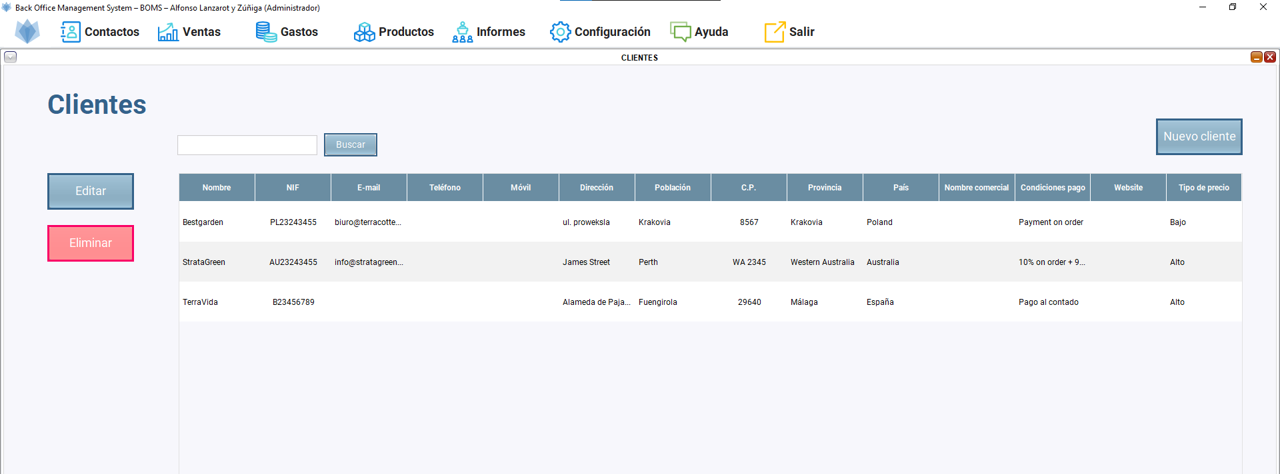 Back Office Management System – BOMS – Alfonso Lanzarot y Zúñiga (Administrador)
Contactos Ventas Gastos Productos Informes Configuración Ayuda Salir
CLIENTES
Clientes
Buscar
Nuevo cliente
Editar
Eliminar
Nombre NIF E-mail Teléfono Móvil Dirección Población C.P. Provincia País Nombre comercial Condiciones pago Website Tipo de precio
Bestgarden PL23243455 biuro@terracotte... ul. proweksla Krakovia 8567 Krakovia Poland Payment on order Bajo
StrataGreen AU23243455 info@stratagreen... James Street Perth WA 2345 Western Australia Australia 10% on order + 9... Alto
TerraVida B23456789 Alameda de Paja... Fuengirola 29640 Málaga España Pago al contado Alto